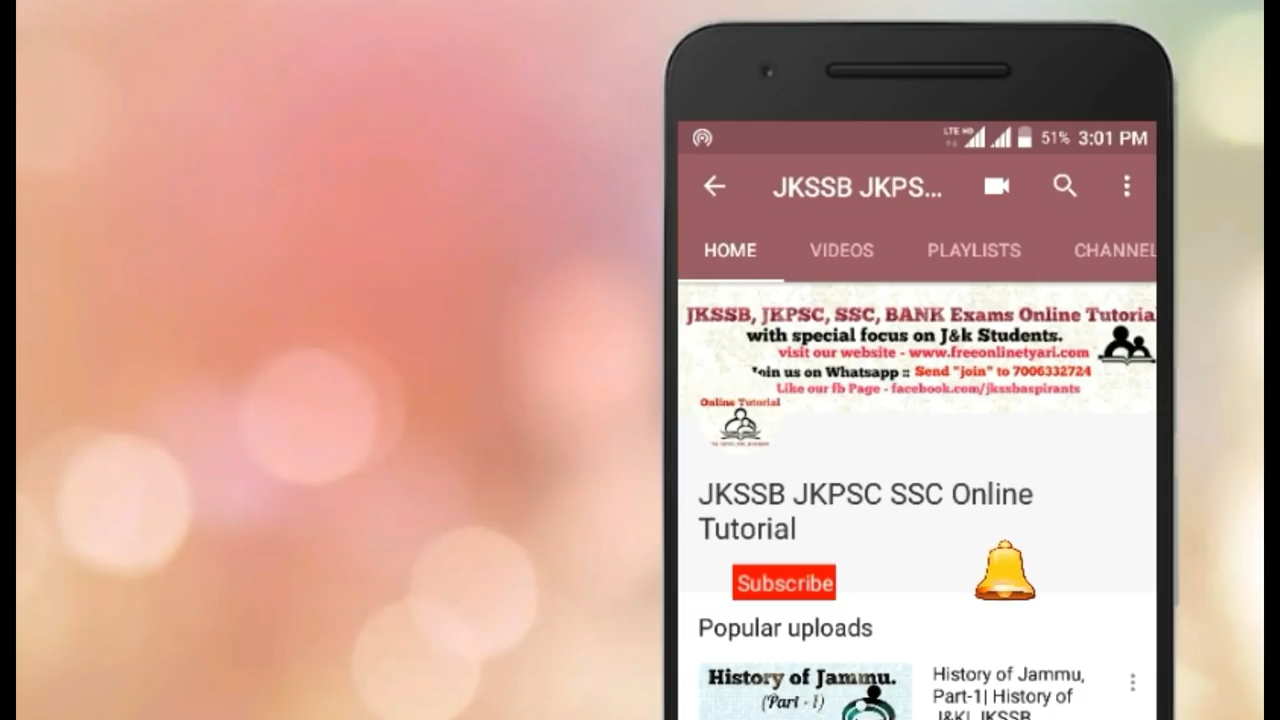 LTE HD 51% 3:01 PM
JKSSB JKPS...
HOME VIDEOS PLAYLISTS CHANNEL
JKSSB, JKPSC, SSC, BANK Exams Online Tutoria
with special focus on J&k Students.
visit our website - www.freeonlinetyari.com
Join us on Whatsapp :: Send "join" to 7006332724
Like our fb Page - facebook.com/jkssbaspirants
Online Tutorial
JKSSB JKPSC SSC Online
Tutorial
Subscribe
Popular uploads
History of Jammu.
(Part - 1)
History of Jammu,
Part-1| History of
J&K| JKSSB